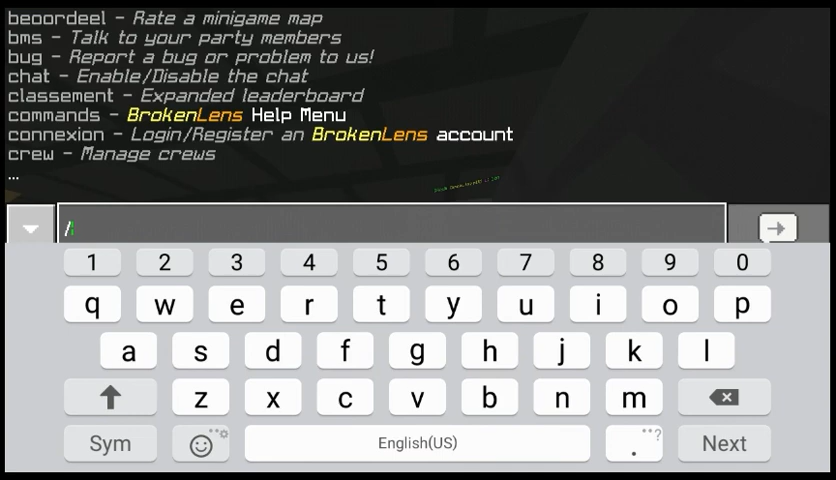 beoordeel - Rate a minigame map
bms - Talk to your party members
bug - Report a bug or problem to us!
chat - Enable/Disable the chat
classement - Expanded leaderboard
commands - BrokenLens Help Menu
connexion - Login/Register an BrokenLens account
crew - Manage crews
...
/
1 2 3 4 5 6 7 8 9 0
q w e r t y u i o p
a s d f g h j k l
z x c v b n m
Sym English(US) . Next